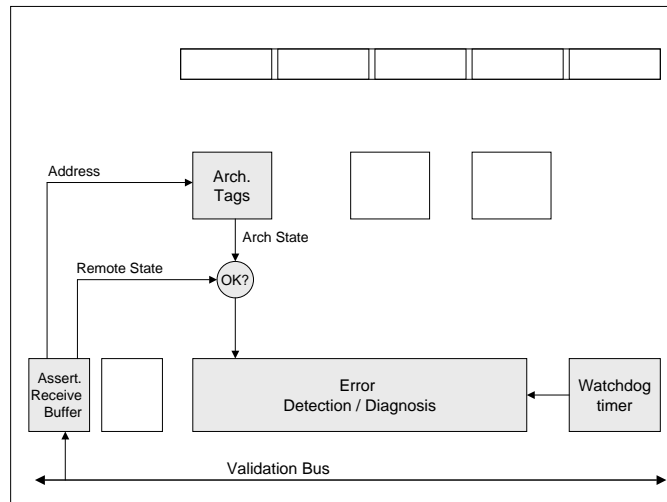 Address
Arch.
Tags
Arch State
Remote State
OK?
Assert.
Receive
Buffer
Error
Detection / Diagnosis
Watchdog
timer
Validation Bus